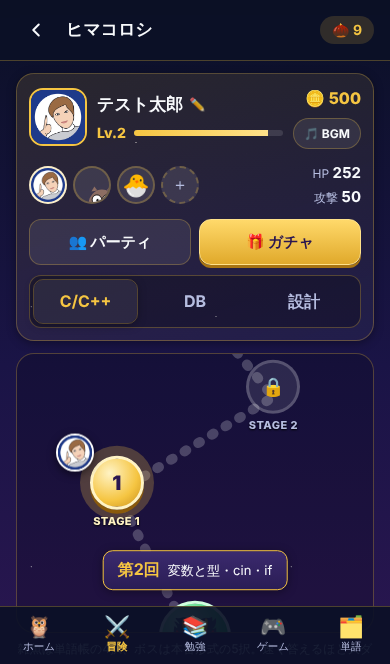 ヒマコロシ
9
テスト太郎
500
Lv.2
BGM
HP 252
攻撃 50
+
パーティ
ガチャ
C/C++
DB
設計
STAGE 2
1
STAGE 1
第2回 変数と型・cin・if
ホーム
冒険
勉強
ゲーム
単語